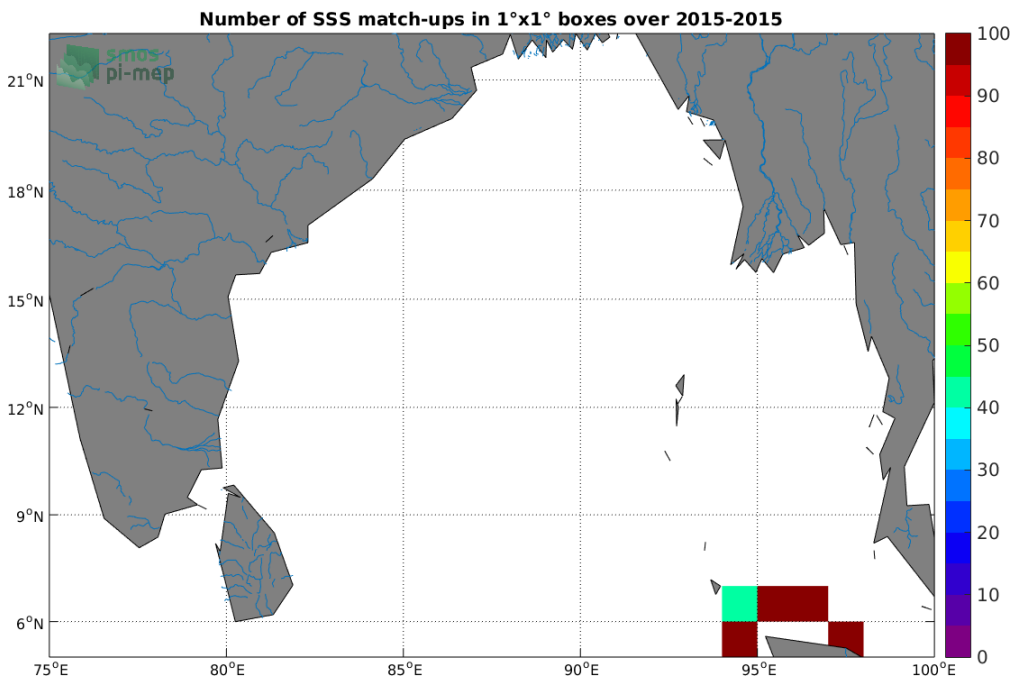 Number of SSS match-ups in 1°x1° boxes over 2015-2015
smos
pi-mep
21°N
18°N
15°N
12°N
9°N
6°N
75°E
80°E
85°E
90°E
95°E
100°E
100
90
80
70
60
50
40
30
20
10
0